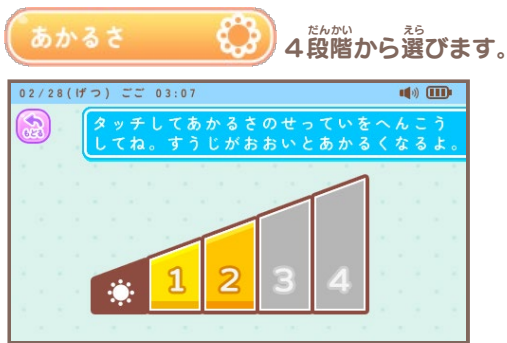 あかるさ
4段階から選びます。
だんかい えら
02/28(げつ) ごご 03:07
もどる
タッチしてあかるさのせっていをへんこう
してね。すうじがおおいとあかるくなるよ。
1 2 3 4